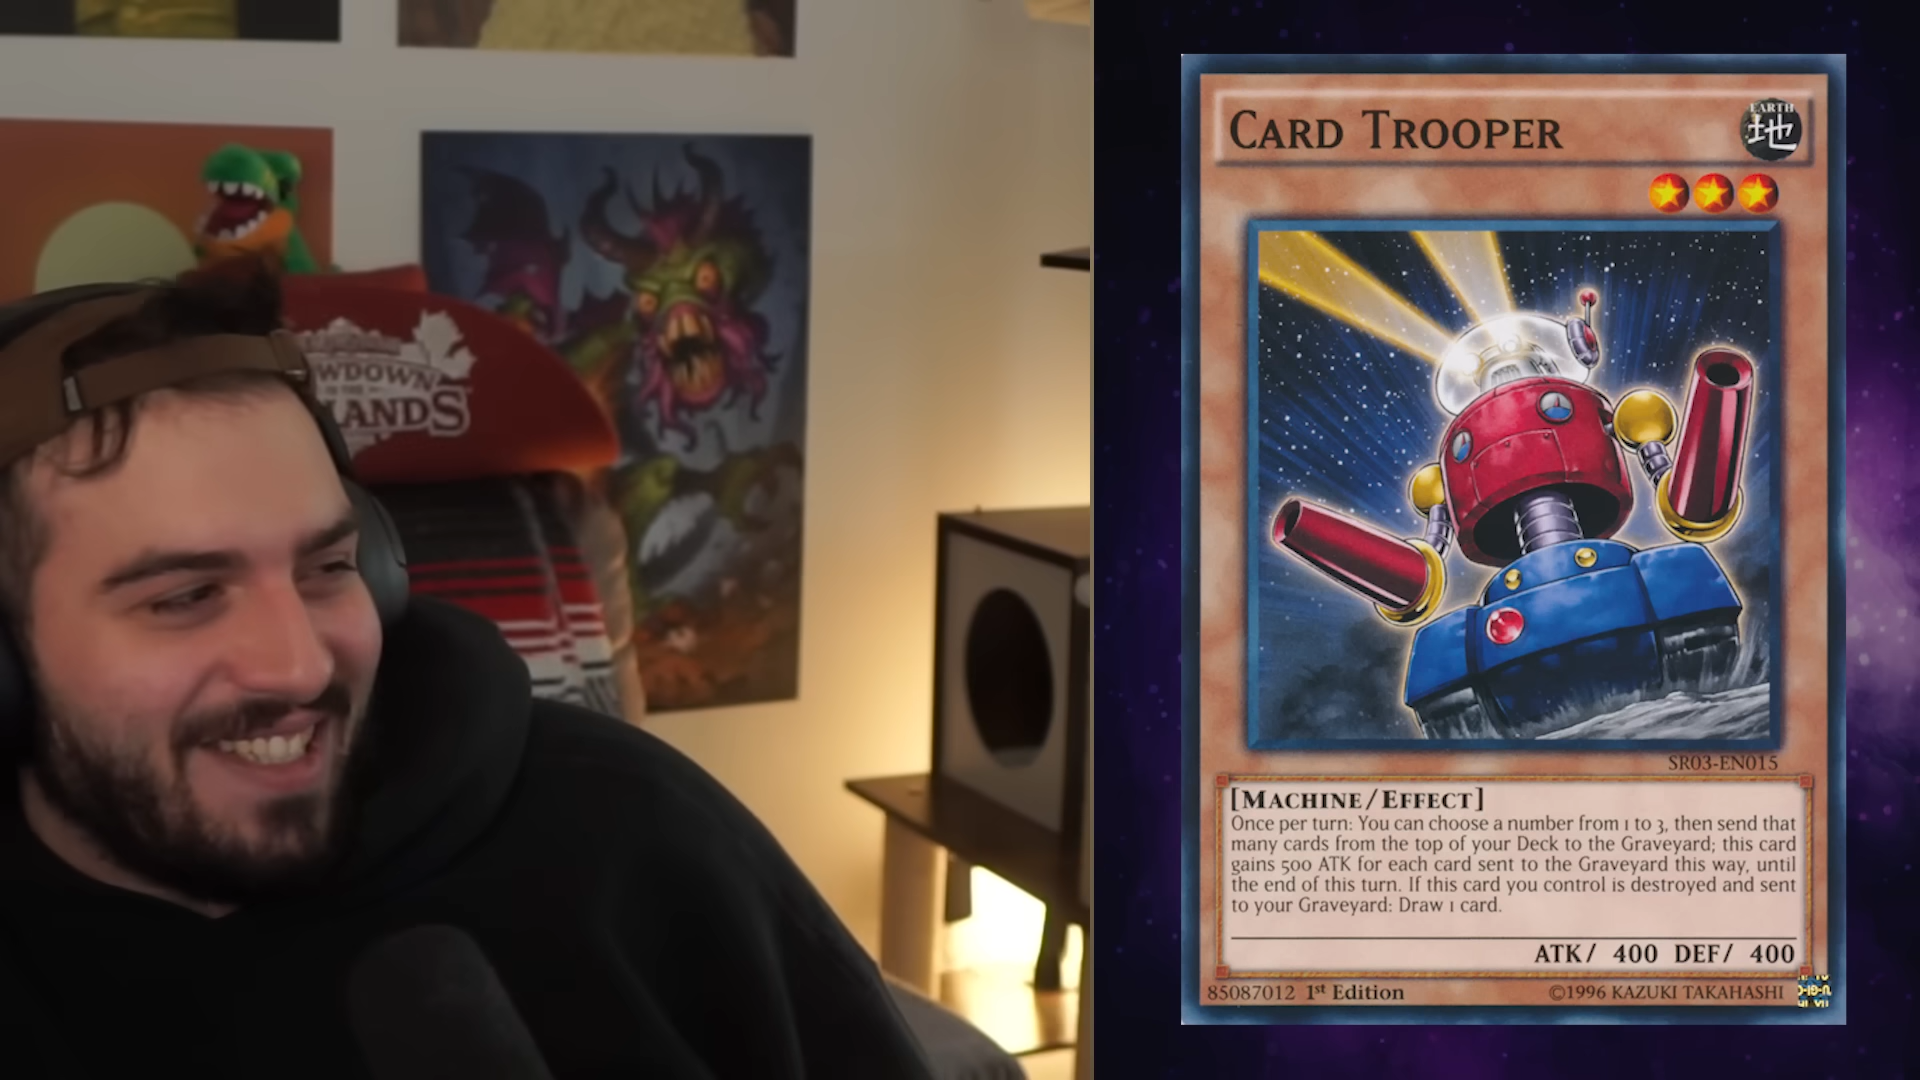 WDOWN
IN THE
LANDS
CARD TROOPER
EARTH
地
SR03-EN015
[MACHINE/EFFECT]
Once per turn: You can choose a number from 1 to 3, then send that
many cards from the top of your Deck to the Graveyard; this card
gains 500 ATK for each card sent to the Graveyard this way, until
the end of this turn. If this card you control is destroyed and sent
to your Graveyard: Draw 1 card.
ATK/ 400 DEF/ 400
85087012 1st Edition
©1996 KAZUKI TAKAHASHI